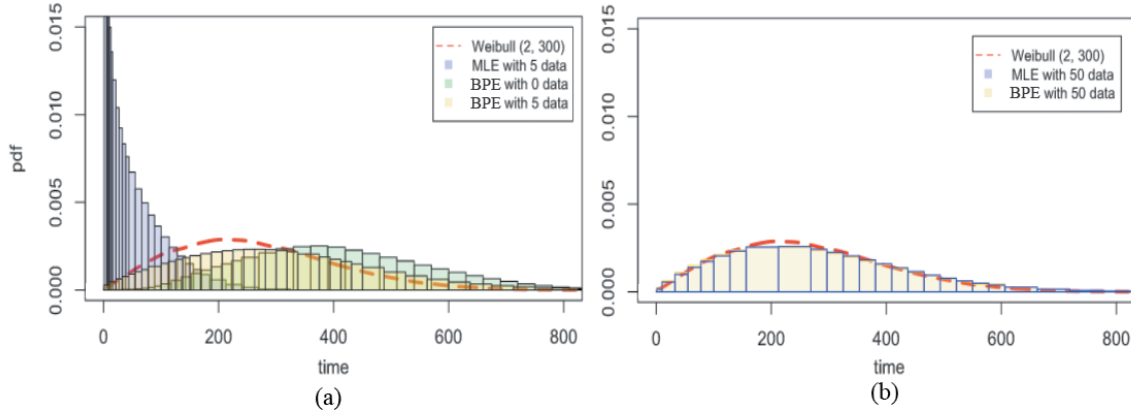 0.015
0.010
0.005
0.000
pdf
Weibull (2, 300)
MLE with 5 data
BPE with 0 data
BPE with 5 data
0 200 400 600 800
time
(a)
0.015
0.010
0.005
0.000
Weibull (2, 300)
MLE with 50 data
BPE with 50 data
0 200 400 600 800
time
(b)